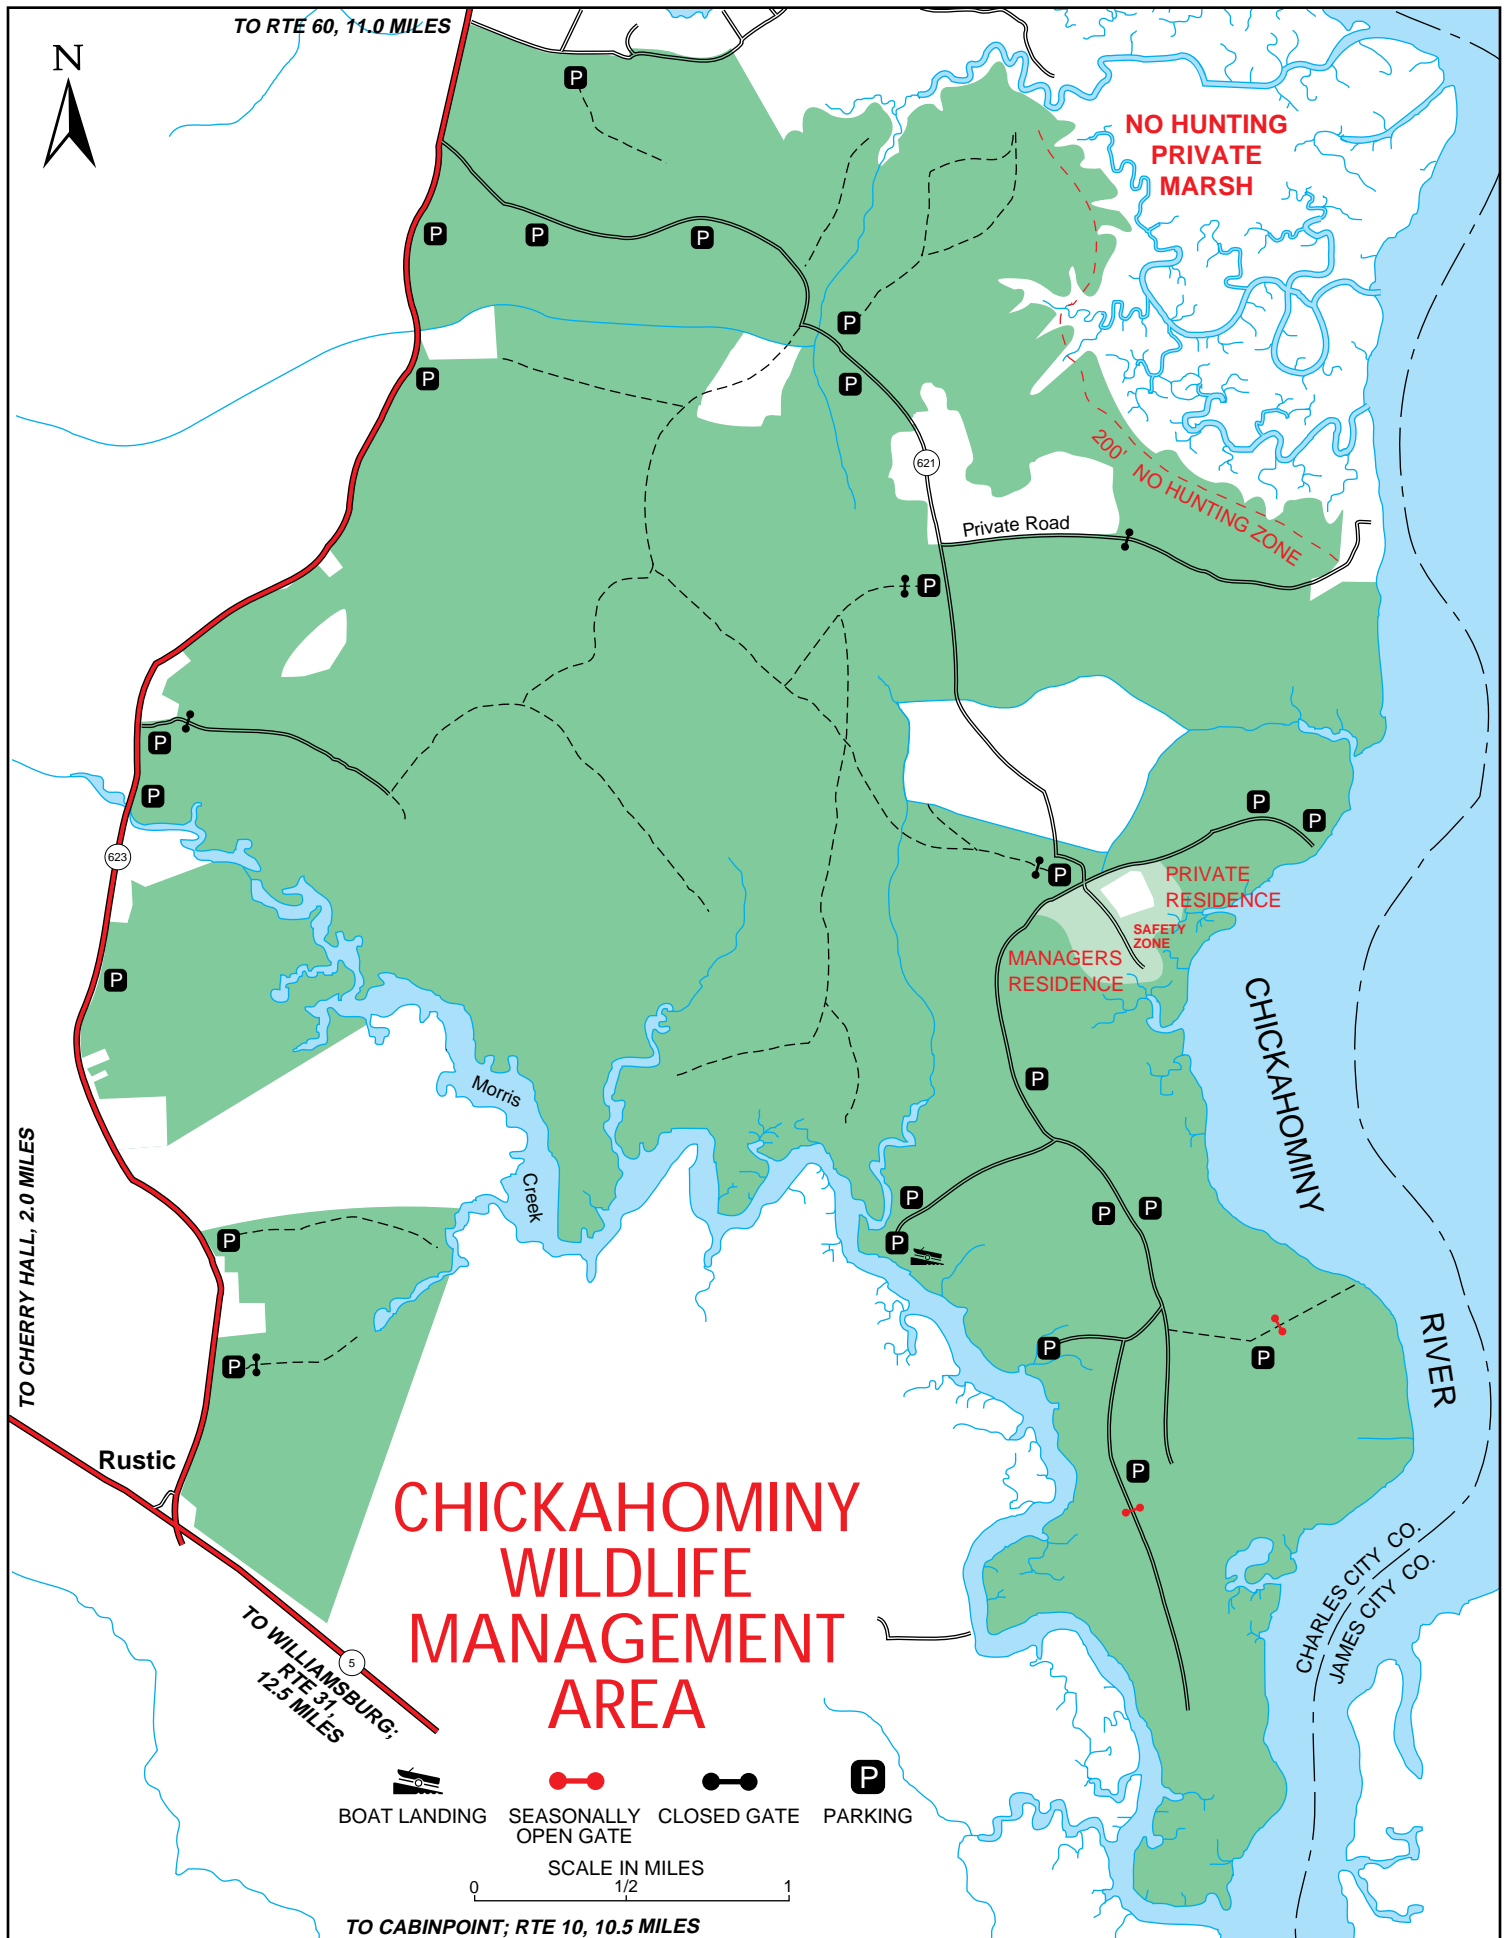 TO RTE 60, 11.0 MILES
N
P
NO HUNTING
PRIVATE
MARSH
P
P
P
P
P
P
621
200' NO HUNTING ZONE
Private Road
P
P
P
P
P
623
P
PRIVATE
RESIDENCE
SAFETY
ZONE
MANAGERS
RESIDENCE
P
P
CHICKAHOMINY
RIVER
P
Morris
Creek
TO CHERRY HALL, 2.0 MILES
P
P
P
P
P
P
P
P
P
Rustic
P
CHARLES CITY CO.
JAMES CITY CO.
CHICKAHOMINY
WILDLIFE
MANAGEMENT
AREA
TO WILLIAMSBURG;
RTE 31,
12.5 MILES
5
P
BOAT LANDING
SEASONALLY
OPEN GATE
CLOSED GATE
PARKING
SCALE IN MILES
0 1/2 1
TO CABINPOINT; RTE 10, 10.5 MILES